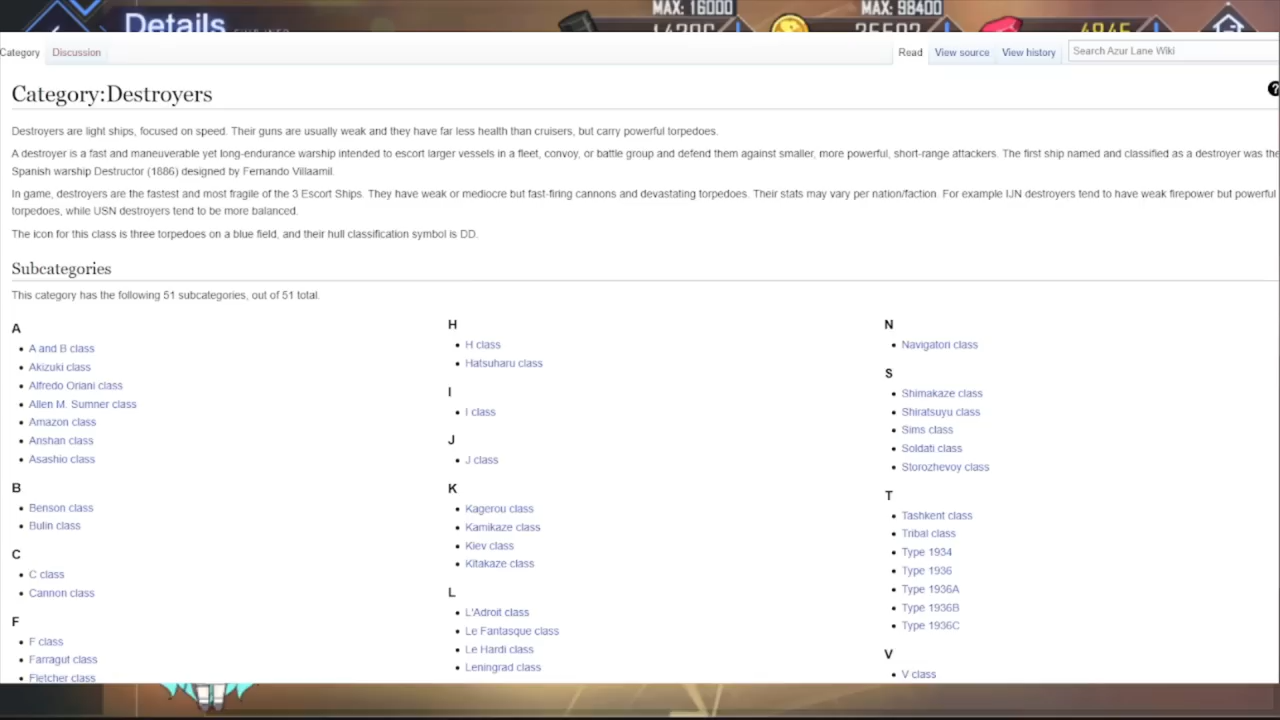 MAX: 16000
MAX: 98400
Details
Category
Discussion
Read
View source
View history
Search Azur Lane Wiki
Category:Destroyers
Destroyers are light ships, focused on speed. Their guns are usually weak and they have far less health than cruisers, but carry powerful torpedoes.
A destroyer is a fast and maneuverable yet long-endurance warship intended to escort larger vessels in a fleet, convoy, or battle group and defend them against smaller, more powerful, short-range attackers. The first ship named and classified as a destroyer was the
Spanish warship Destructor (1886) designed by Fernando Villaamil.
In game, destroyers are the fastest and most fragile of the 3 Escort Ships. They have weak or mediocre but fast-firing cannons and devastating torpedoes. Their stats may vary per nation/faction. For example IJN destroyers tend to have weak firepower but powerful
torpedoes, while USN destroyers tend to be more balanced.
The icon for this class is three torpedoes on a blue field, and their hull classification symbol is DD.
Subcategories
This category has the following 51 subcategories, out of 51 total.
A
• A and B class
• Akizuki class
• Alfredo Oriani class
• Allen M. Sumner class
• Amazon class
• Anshan class
• Asashio class
B
• Benson class
• Bulin class
C
• C class
• Cannon class
F
• F class
• Farragut class
• Fletcher class
H
• H class
• Hatsuharu class
I
• I class
J
• J class
K
• Kagerou class
• Kamikaze class
• Kiev class
• Kitakaze class
L
• L'Adroit class
• Le Fantasque class
• Le Hardi class
• Leningrad class
N
• Navigatori class
S
• Shimakaze class
• Shiratsuyu class
• Sims class
• Soldati class
• Storozhevoy class
T
• Tashkent class
• Tribal class
• Type 1934
• Type 1936
• Type 1936A
• Type 1936B
• Type 1936C
V
• V class